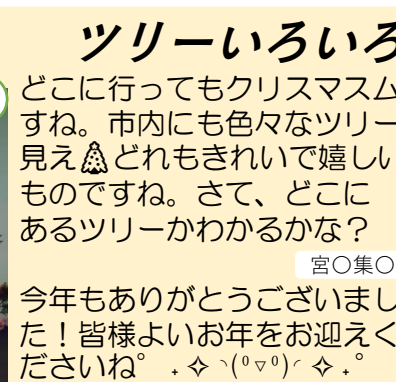 ツリーいろいろ
どこに行ってもクリスマスム
すね。市内にも色々なツリー
見え🎄どれもきれいで嬉しい
ものですね。さて、どこに
あるツリーかわかるかな?
宮〇集〇
今年もありがとうございまし
た!皆様よいお年をお迎えく
ださいね°₊✧◝(⁰▿⁰)◜✧₊°